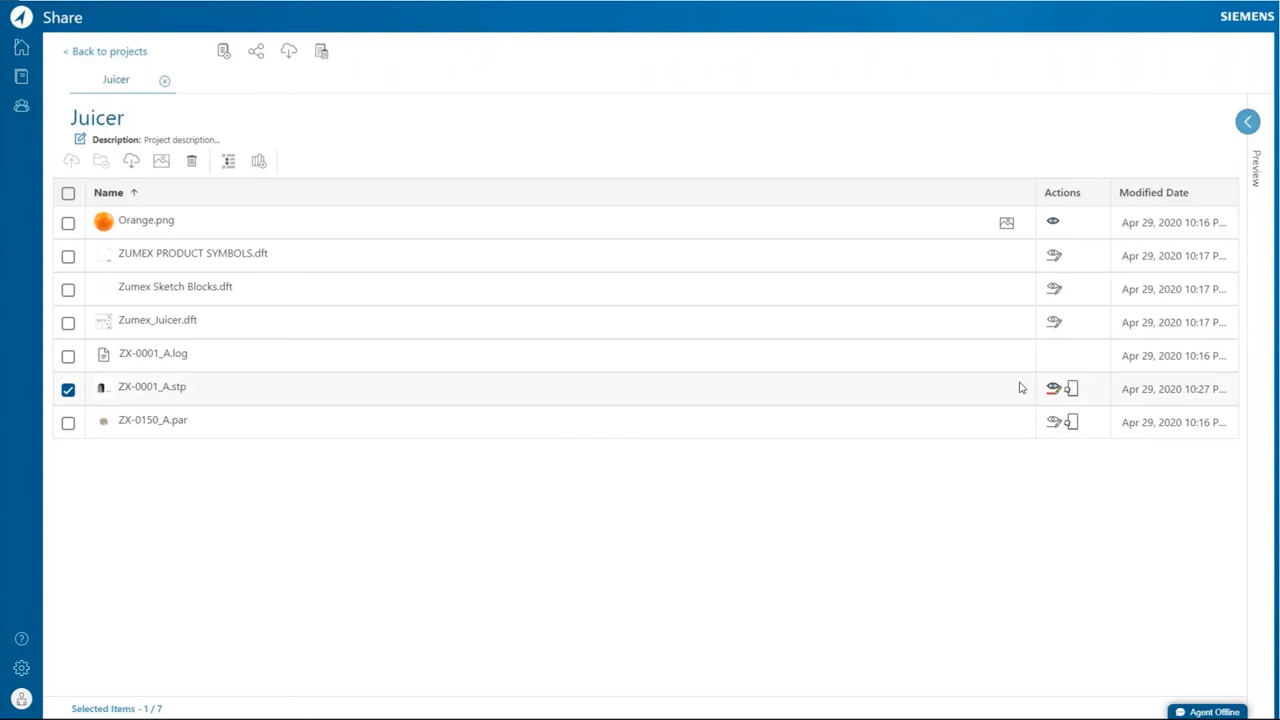 Share
SIEMENS
< Back to projects
Juicer
Juicer
Description: Project description...
Preview
Name Actions Modified Date
Orange.png Apr 29, 2020 10:16 P...
ZUMEX PRODUCT SYMBOLS.dft Apr 29, 2020 10:17 P...
Zumex Sketch Blocks.dft Apr 29, 2020 10:17 P...
Zumex_Juicer.dft Apr 29, 2020 10:17 P...
ZX-0001_A.log Apr 29, 2020 10:16 P...
ZX-0001_A.stp Apr 29, 2020 10:27 P...
ZX-0150_A.par Apr 29, 2020 10:16 P...
Selected Items - 1 / 7
Agent Offline